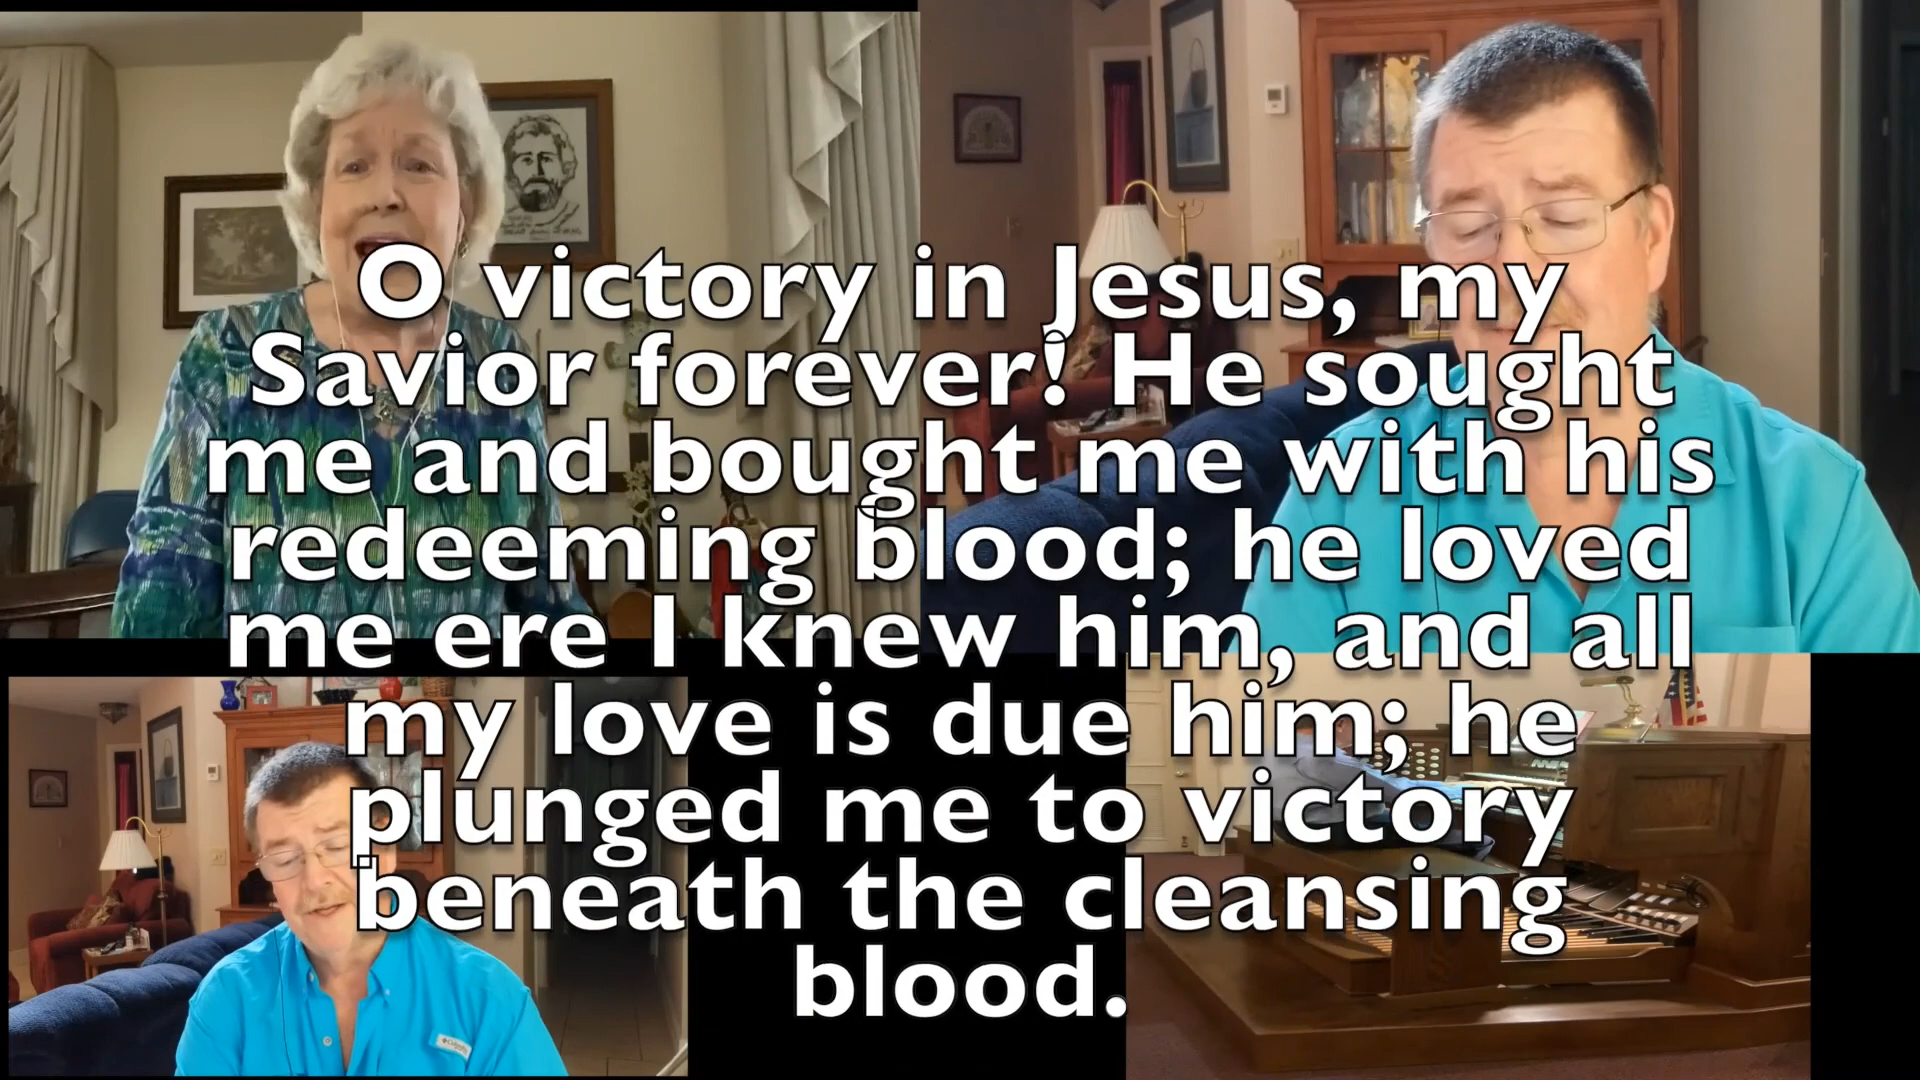 O victory in Jesus, my
Savior forever! He sought
me and bought me with his
redeeming blood; he loved
me ere I knew him, and all
my love is due him; he
plunged me to victory
beneath the cleansing
blood.